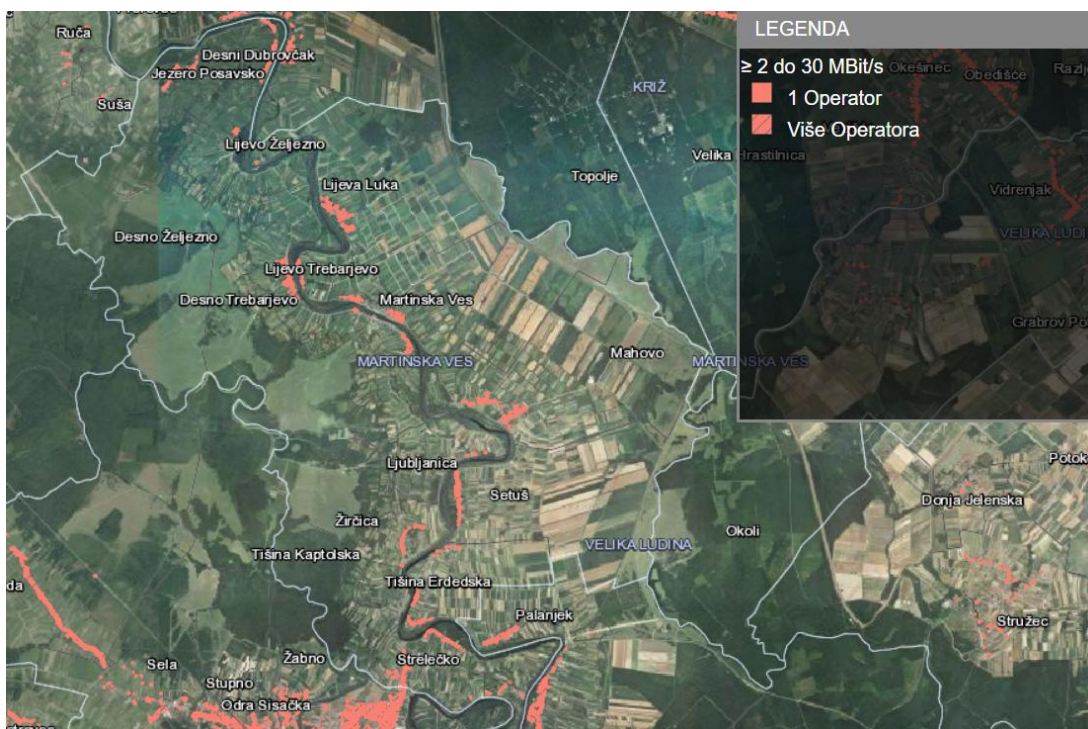 Ruča
Desni Dubrovčak
Jezero Posavsko
Suša
KRIŽ
Lijevo Željezno
Velika Hrastilnica
Topolje
Lijeva Luka
Desno Željezno
Lijevo Trebarjevo
Desno Trebarjevo
Martinska Ves
Mahovo
MARTINSKA VES
MARTINSKA VES
Ljubljanica
Setuš
Žirčica
Okoli
Tišina Kaptolska
VELIKA LUDINA
Tišina Erdedska
Palanjek
Sela
Žabno
Strelečko
Stupno
Odra Sisačka
LEGENDA
≥ 2 do 30 MBit/s
1 Operator
Više Operatora
Okešinec
Obedišće
Vidrenjak
Donja Jelenska
Stružec